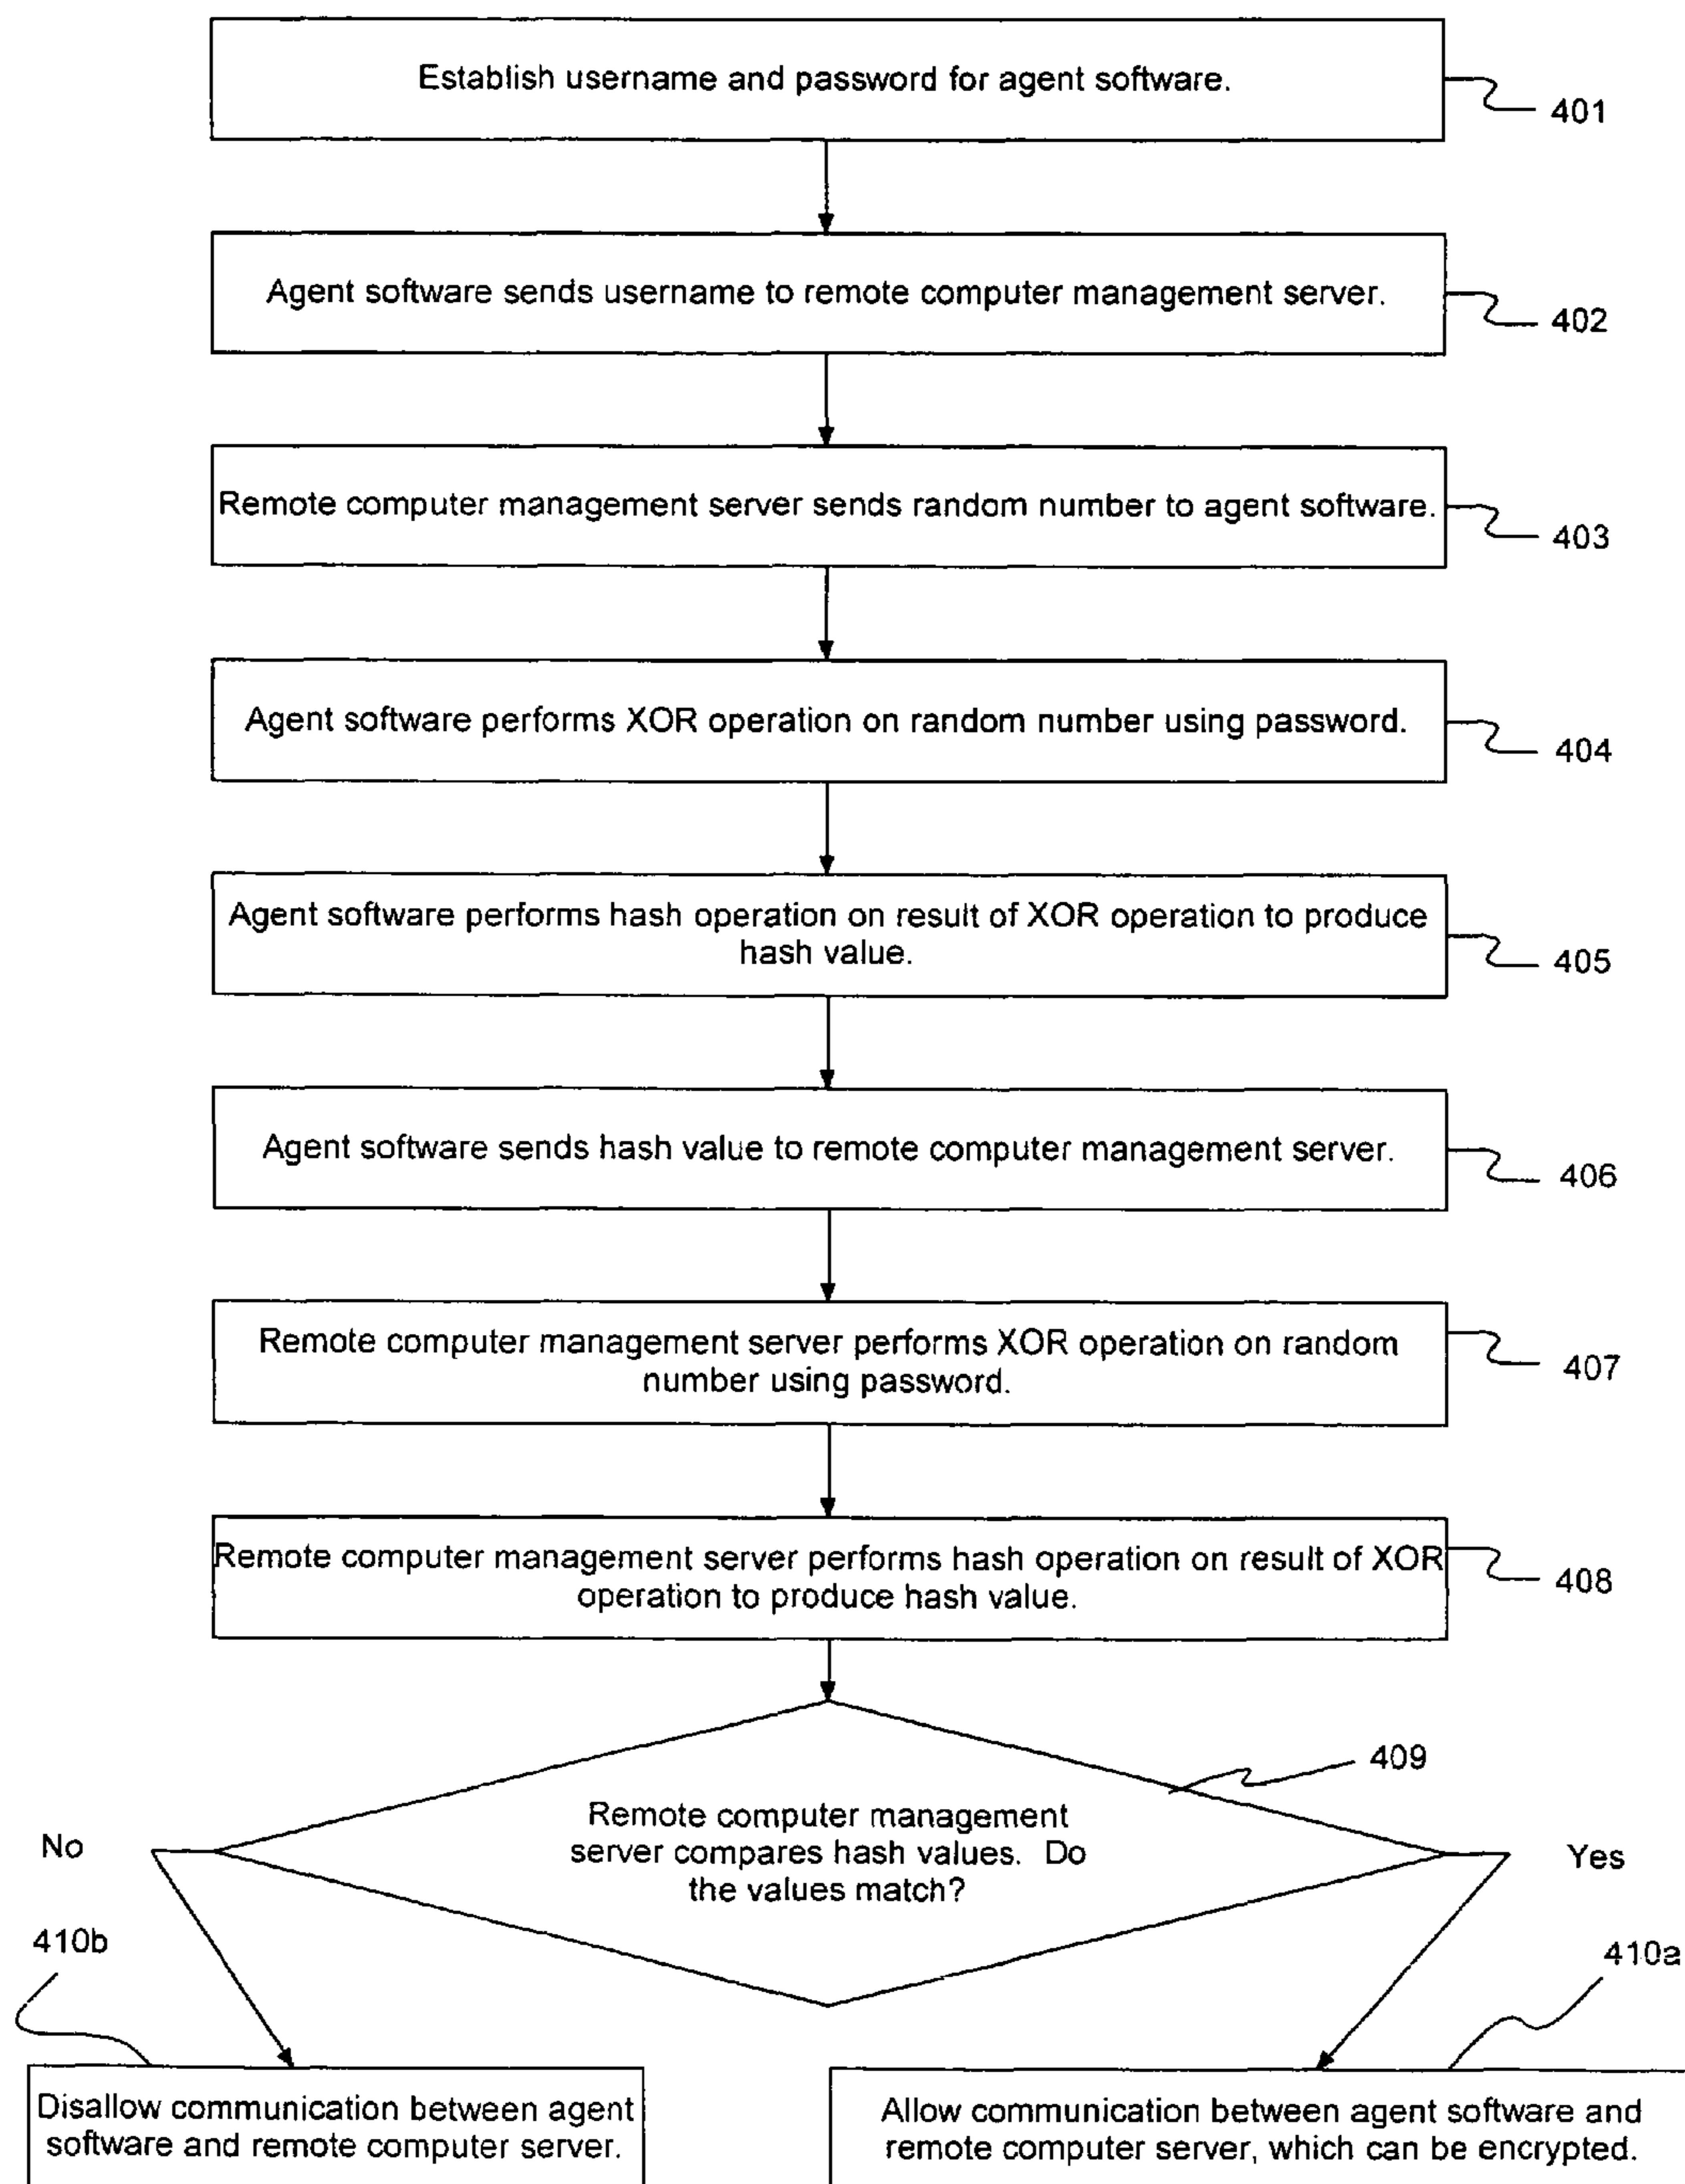 Establish username and password for agent software.
401
Agent software sends username to remote computer management server.
402
Remote computer management server sends random number to agent software.
403
Agent software performs XOR operation on random number using password.
404
Agent software performs hash operation on result of XOR operation to produce
hash value.
405
Agent software sends hash value to remote computer management server.
406
Remote computer management server performs XOR operation on random
number using password.
407
Remote computer management server performs hash operation on result of XOR
operation to produce hash value.
408
409
Remote computer management
server compares hash values. Do
the values match?
No
Yes
410b
410a
Disallow communication between agent
software and remote computer server.
Allow communication between agent software and
remote computer server, which can be encrypted.